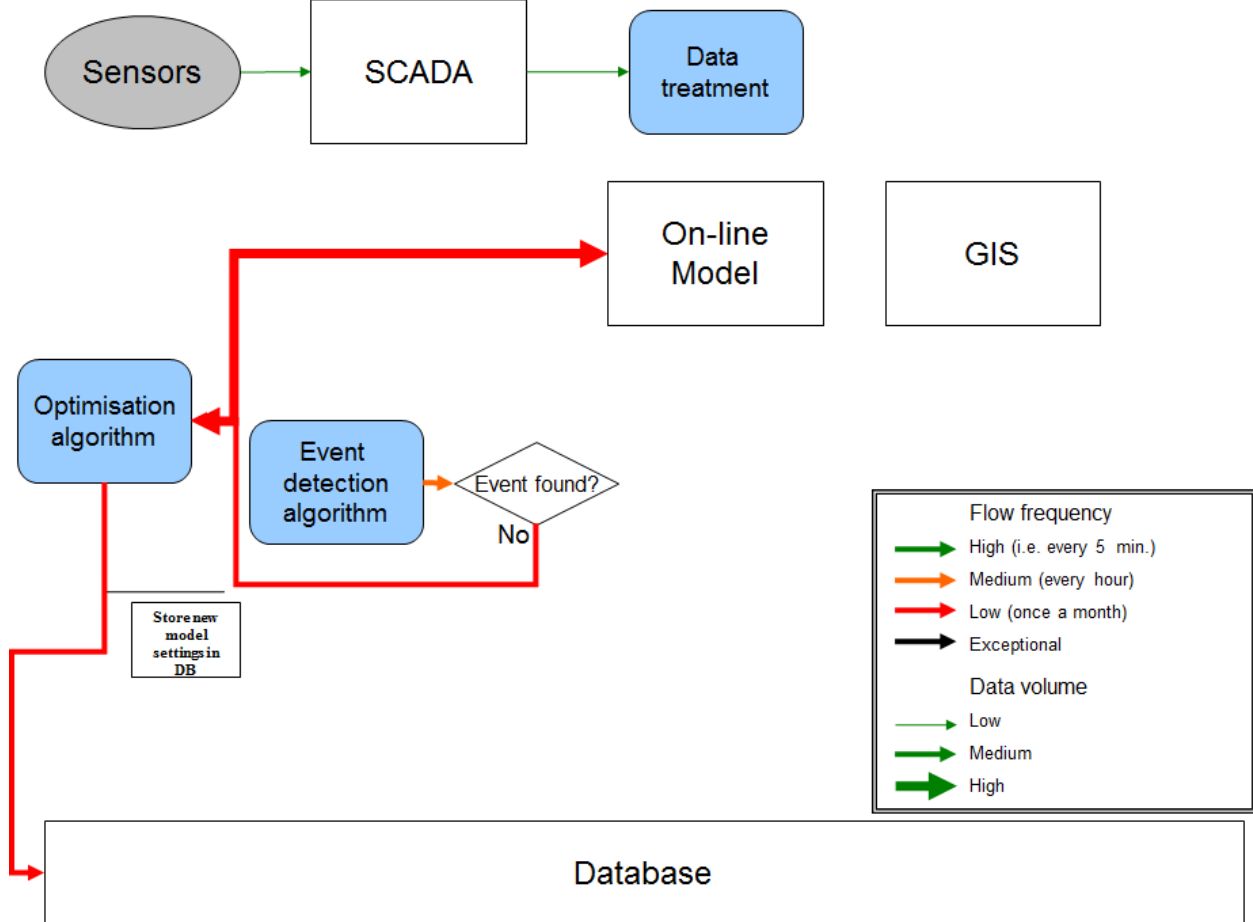 Sensors
SCADA
Data
treatment
On-line
Model
GIS
Optimisation
algorithm
Event
detection
algorithm
Event found?
No
Store new
model
settings in
DB
Flow frequency
High (i.e. every 5 min.)
Medium (every hour)
Low (once a month)
Exceptional
Data volume
Low
Medium
High
Database